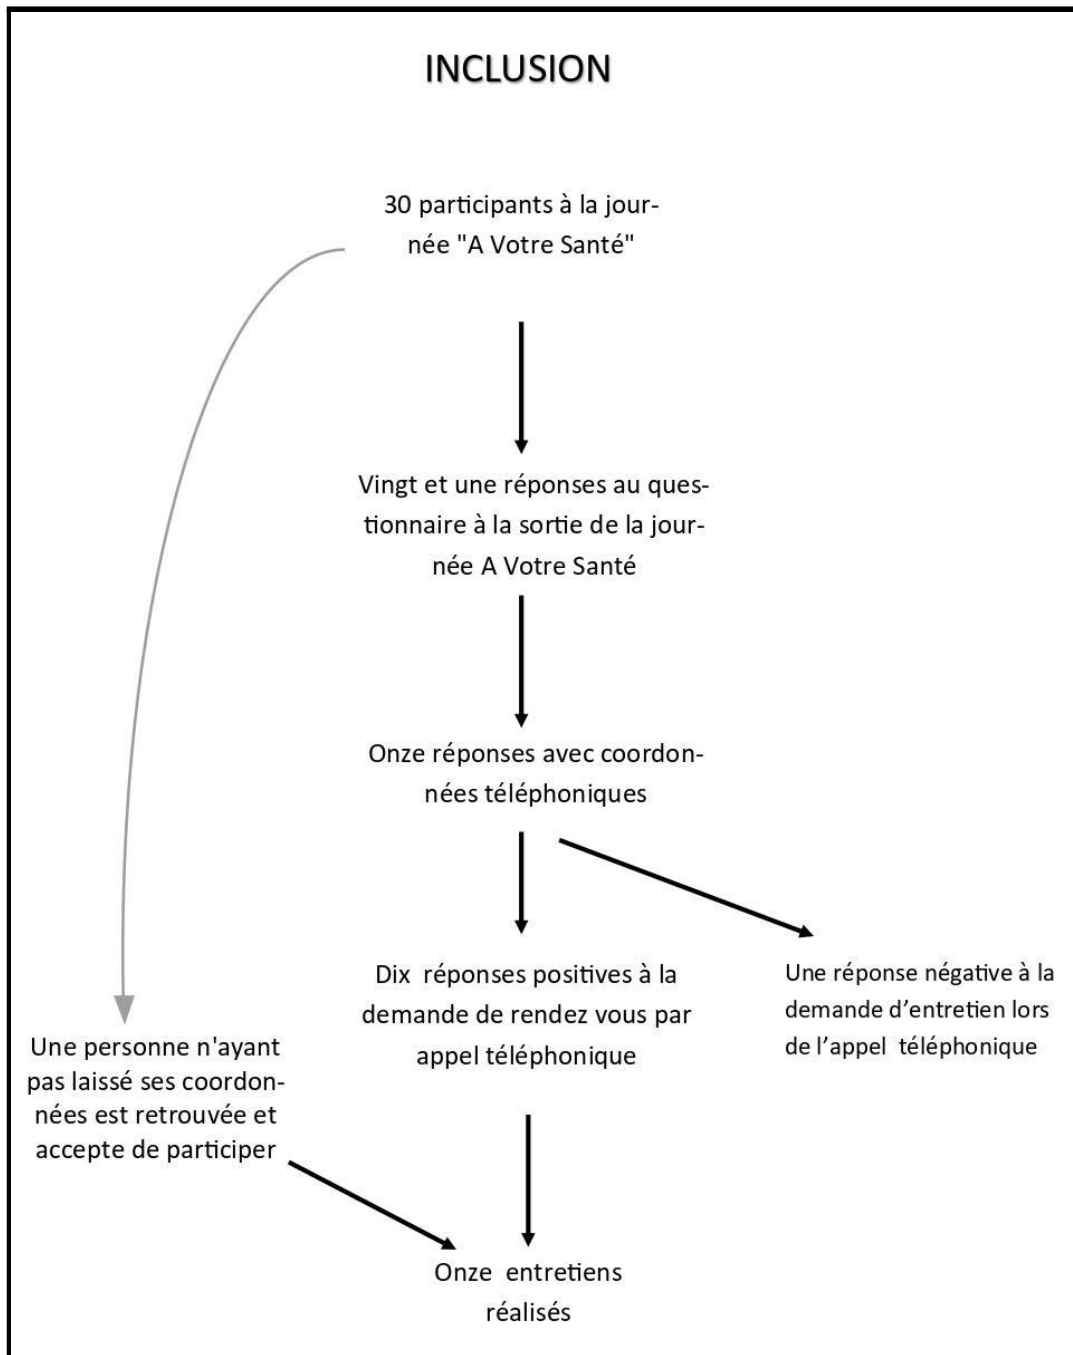 INCLUSION
30 participants à la jour-
née "A Votre Santé"
Vingt et une réponses au ques-
tionnaire à la sortie de la jour-
née A Votre Santé
Onze réponses avec coordon-
nées téléphoniques
Dix réponses positives à la
demande de rendez vous par
appel téléphonique
Une réponse négative à la
demande d’entretien lors
de l’appel téléphonique
Une personne n'ayant
pas laissé ses coordon-
nées est retrouvée et
accepte de participer
Onze entretiens
réalisés